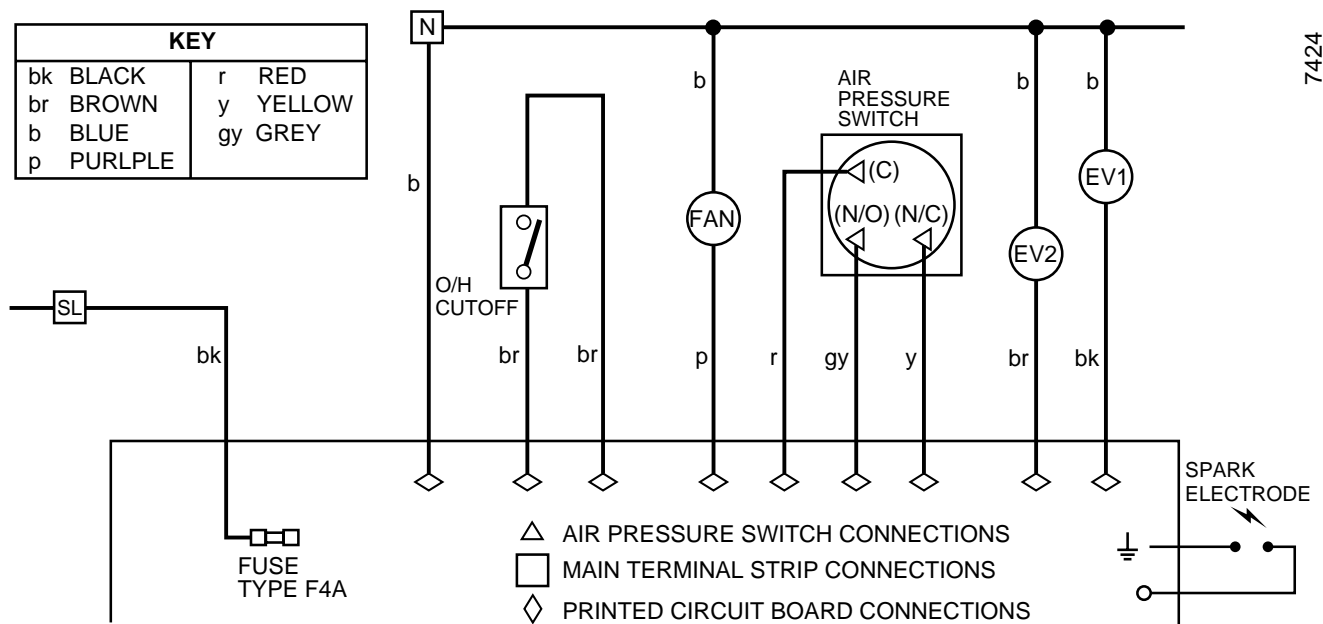 KEY
bk BLACK
br BROWN
b BLUE
p PURLPLE
r RED
y YELLOW
gy GREY
N
7424
b
b
AIR
PRESSURE
SWITCH
b
b
(C)
EV1
b
FAN
(N/O) (N/C)
EV2
O/H
CUTOFF
SL
bk
br
br
p
r
gy
y
br
bk
SPARK
ELECTRODE
AIR PRESSURE SWITCH CONNECTIONS
MAIN TERMINAL STRIP CONNECTIONS
PRINTED CIRCUIT BOARD CONNECTIONS
FUSE
TYPE F4A